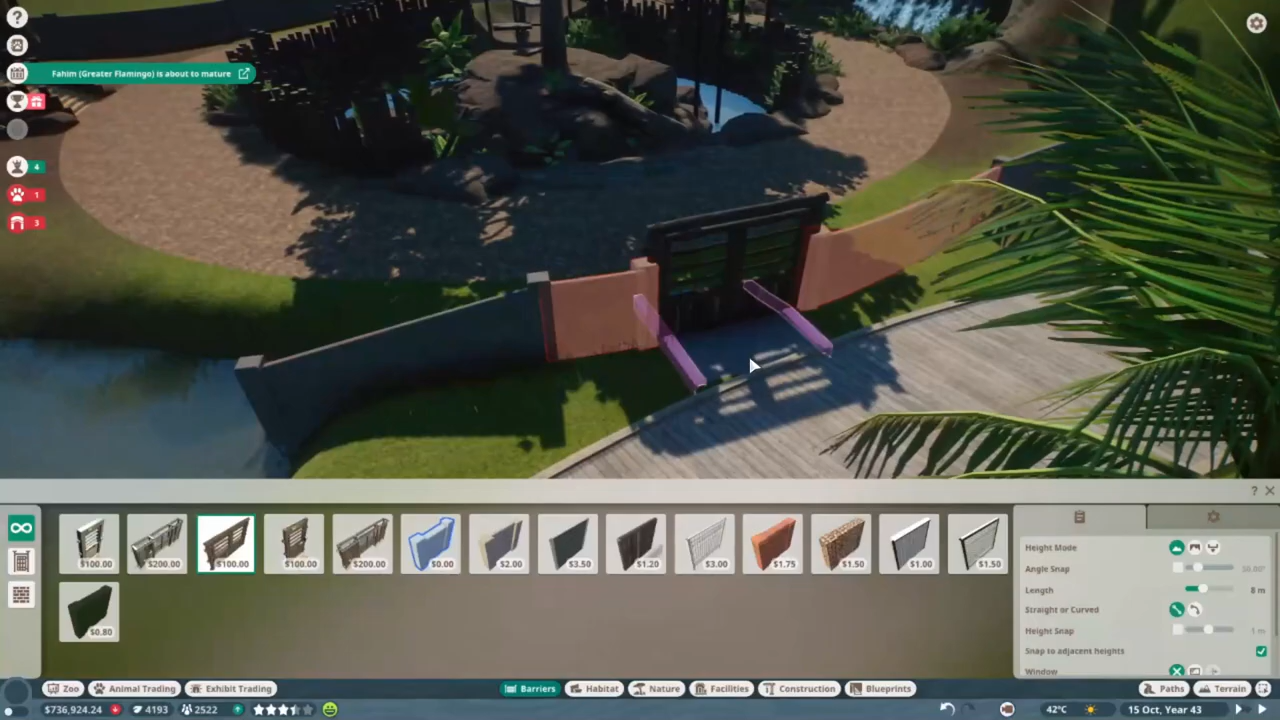 ?
Fahim (Greater Flamingo) is about to mature
4
1
3
?
$100.00
$200.00
$100.00
$100.00
$200.00
$0.00
$2.00
$3.50
$1.20
$3.00
$1.75
$1.50
$1.00
$1.50
$0.80
Height Mode
Angle Snap
Length 8 m
Straight or Curved
Height Snap 1 m
Snap to adjacent heights
Window
Zoo Animal Trading Exhibit Trading Barriers Habitat Nature Facilities Construction Blueprints Paths Terrain
$736,924.24 4193 2522 42°C 15 Oct, Year 43